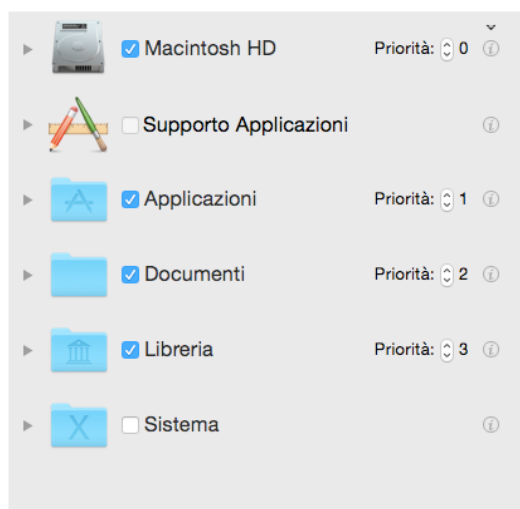 Macintosh HD Priorità: 0
Supporto Applicazioni
Applicazioni Priorità: 1
Documenti Priorità: 2
Libreria Priorità: 3
Sistema